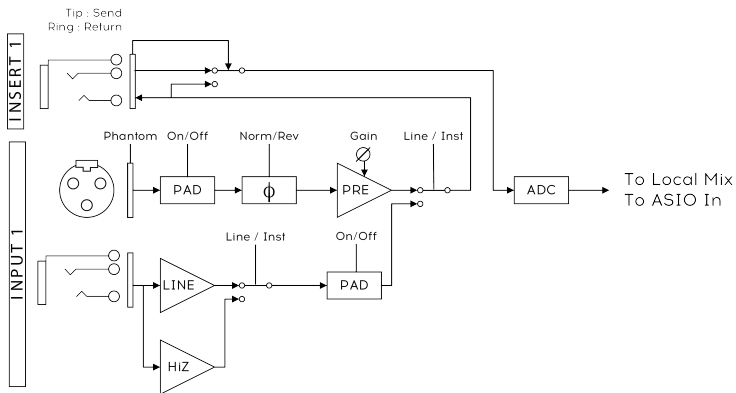 Tip : Send
Ring : Return
INSERT 1
Phantom
On/Off
Norm/Rev
Gain
Line / Inst
PAD
ϕ
PRE
ADC
To Local Mix
To ASIO In
INPUT 1
Line / Inst
On/Off
LINE
PAD
HiZ